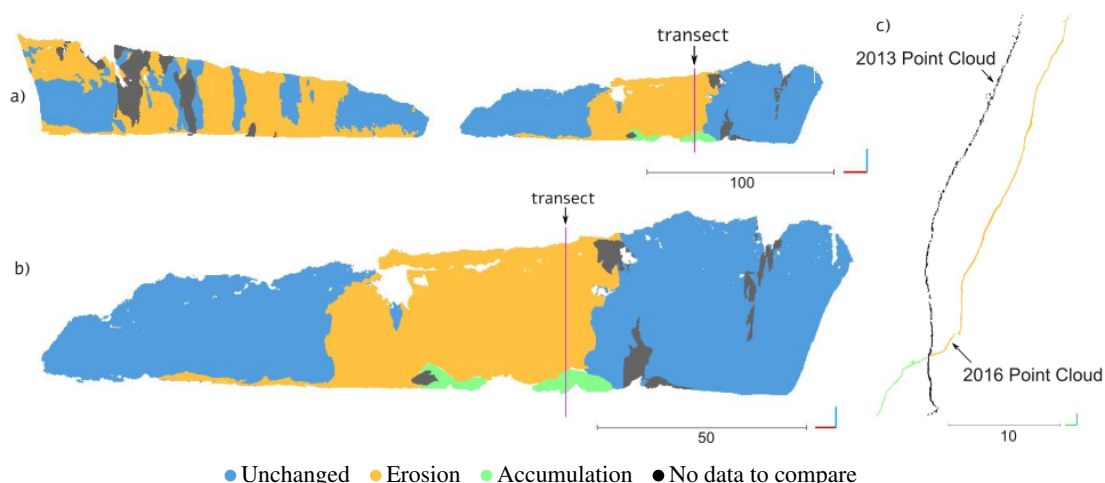 c)
transect
2013 Point Cloud
a)
100
transect
b)
2016 Point Cloud
50
10
Unchanged Erosion Accumulation No data to compare